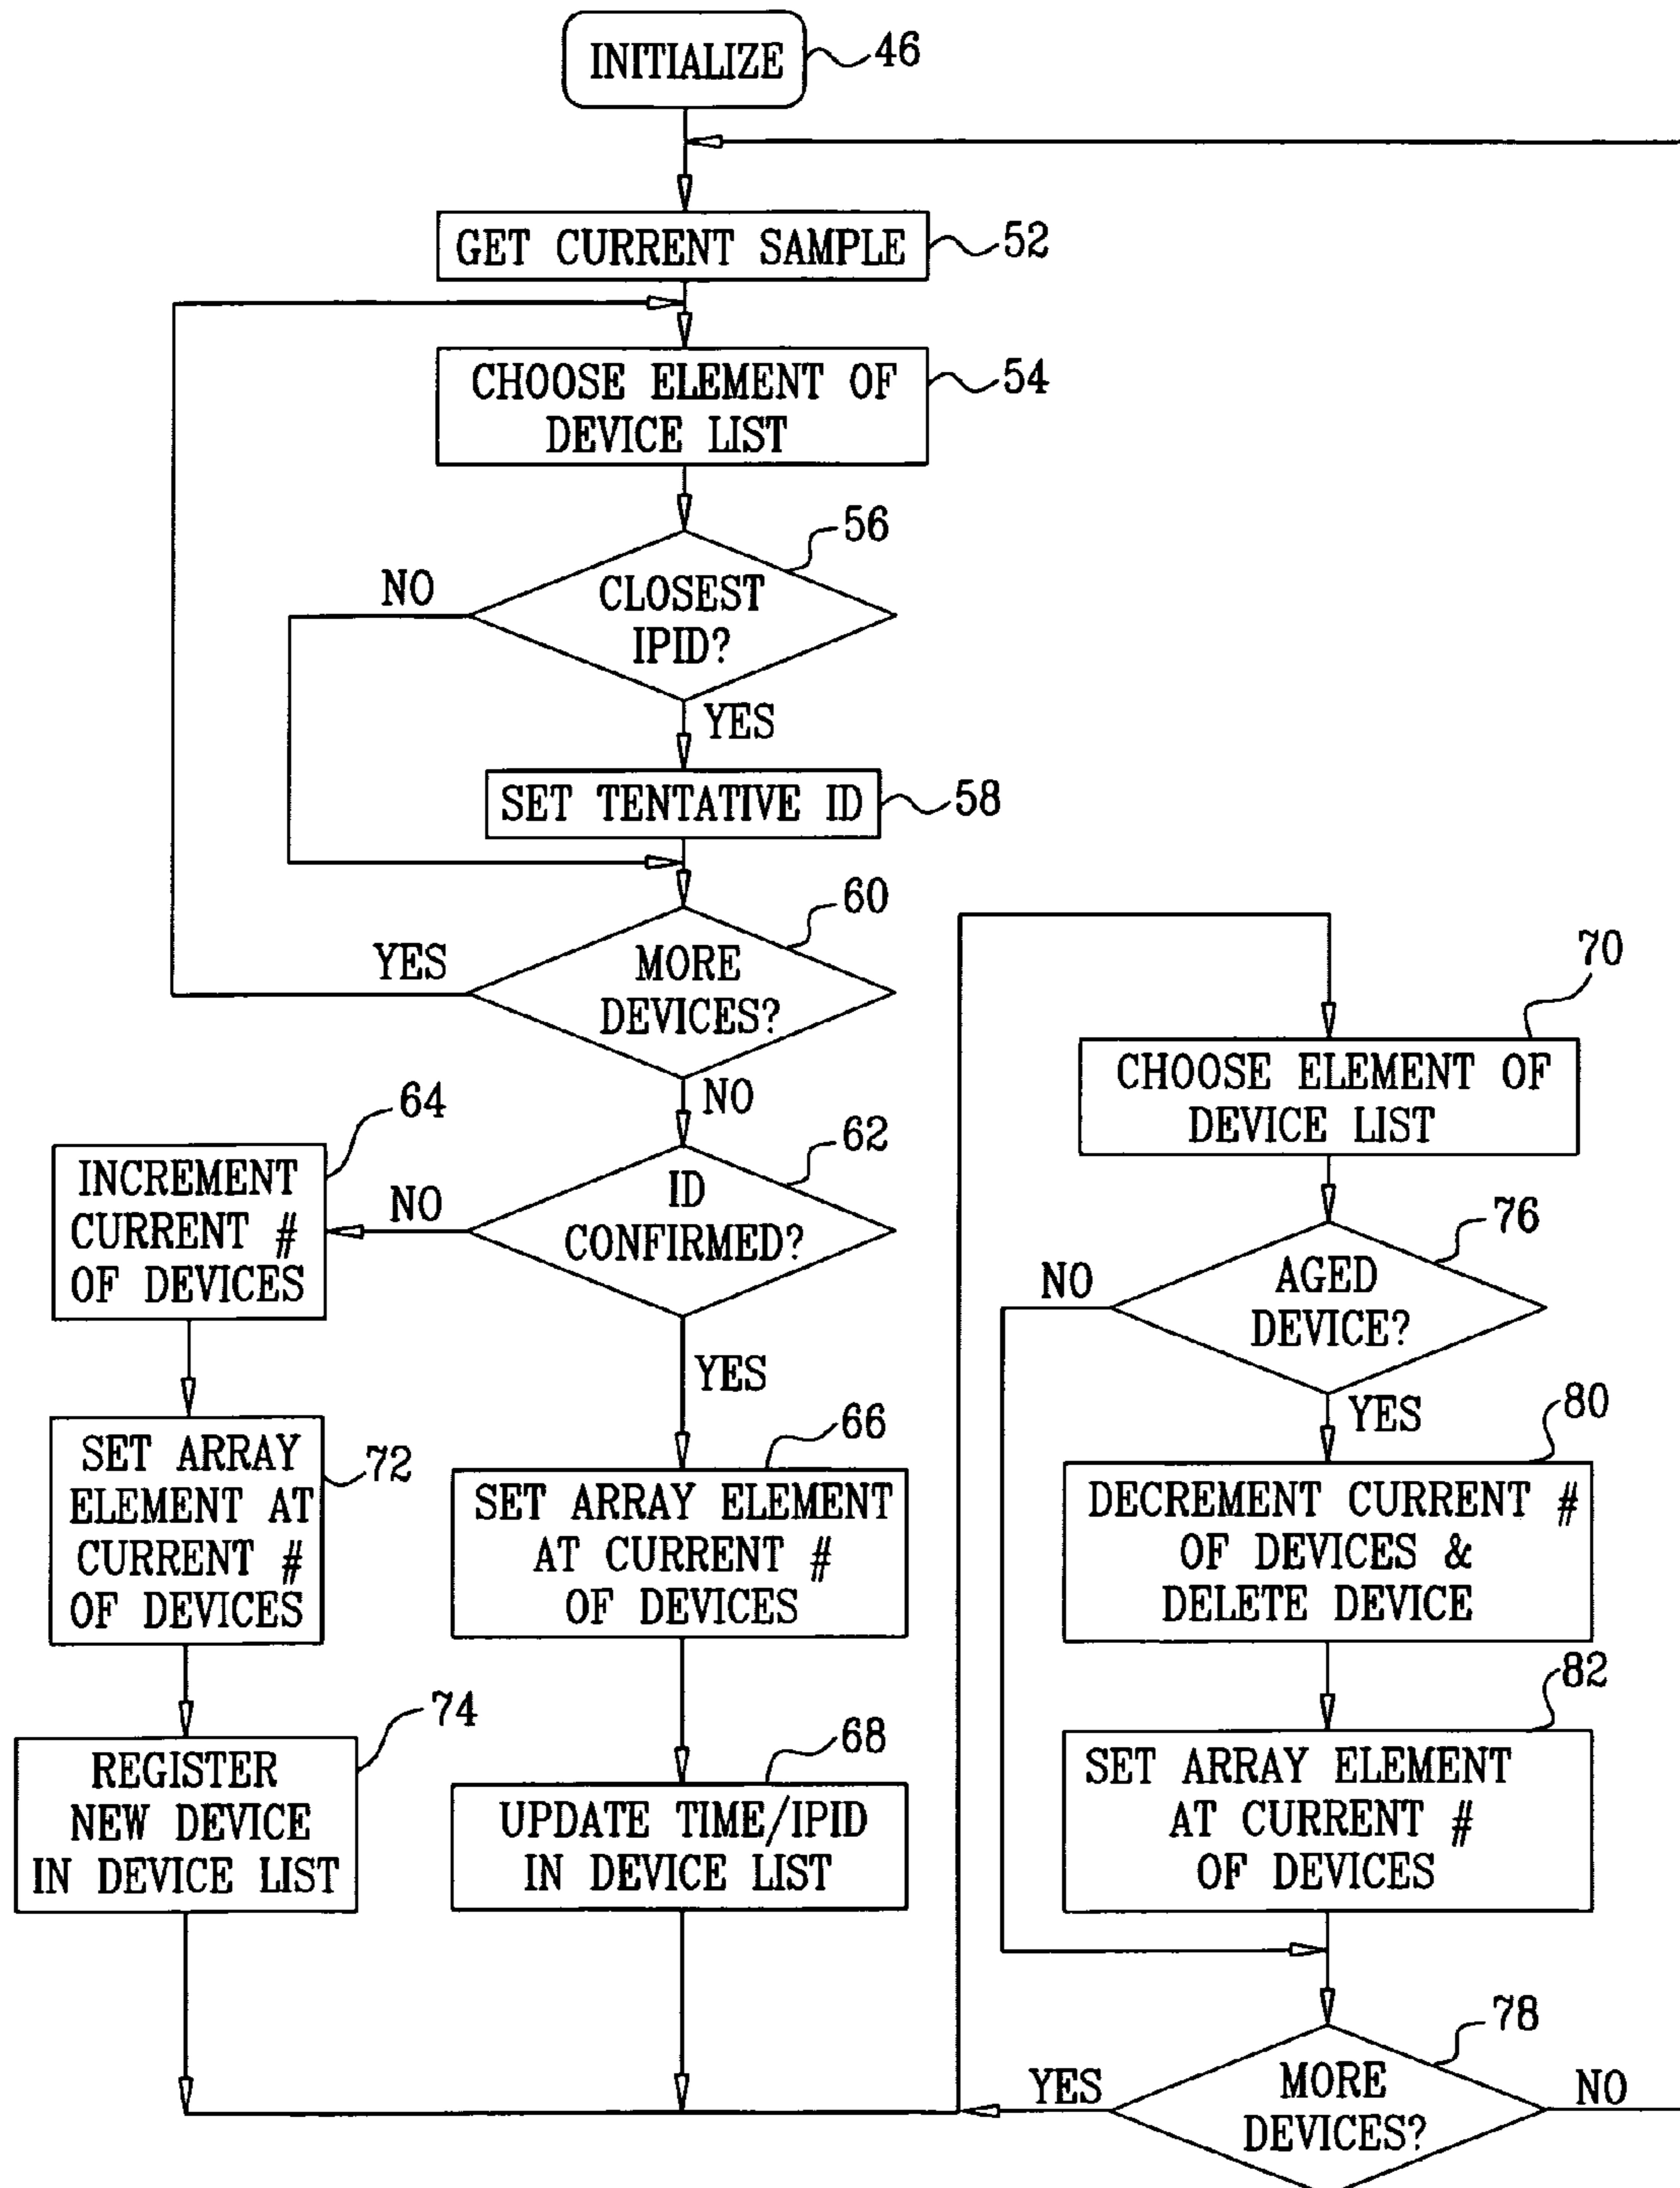 INITIALIZE
46
GET CURRENT SAMPLE
52
CHOOSE ELEMENT OF
DEVICE LIST
54
56
NO
CLOSEST
IPID?
YES
SET TENTATIVE ID
58
60
YES
MORE
DEVICES?
NO
62
ID
CONFIRMED?
NO
YES
64
INCREMENT
CURRENT #
OF DEVICES
72
SET ARRAY
ELEMENT AT
CURRENT #
OF DEVICES
74
REGISTER
NEW DEVICE
IN DEVICE LIST
66
SET ARRAY ELEMENT
AT CURRENT #
OF DEVICES
68
UPDATE TIME/IPID
IN DEVICE LIST
70
CHOOSE ELEMENT OF
DEVICE LIST
76
NO
AGED
DEVICE?
YES
80
DECREMENT CURRENT #
OF DEVICES &
DELETE DEVICE
82
SET ARRAY ELEMENT
AT CURRENT #
OF DEVICES
78
YES
MORE
DEVICES?
NO